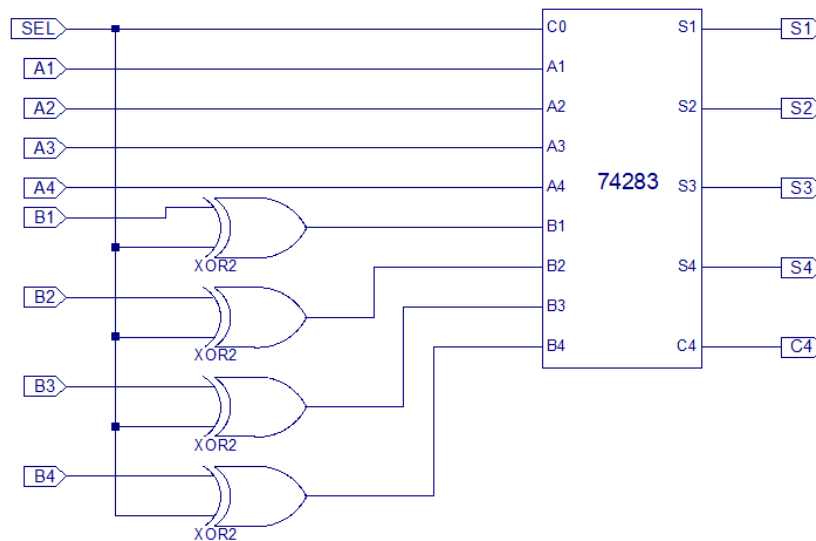 SEL C0 S1 S1
A1 A1
A2 A2 S2 S2
A3 A3
A4 A4 74283 S3 S3
B1 B1
XOR2
B2 B2 S4 S4
B3
XOR2
B4 C4 C4
B3
XOR2
B4
XOR2